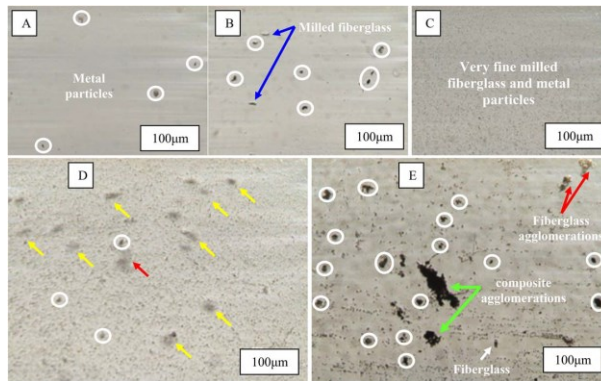 A
Metal
particles
100μm
B
Milled fiberglass
100μm
C
Very fine milled
fiberglass and metal
particles
100μm
D
100μm
E
Fiberglass
agglomerations
composite
agglomerations
Fiberglass
100μm